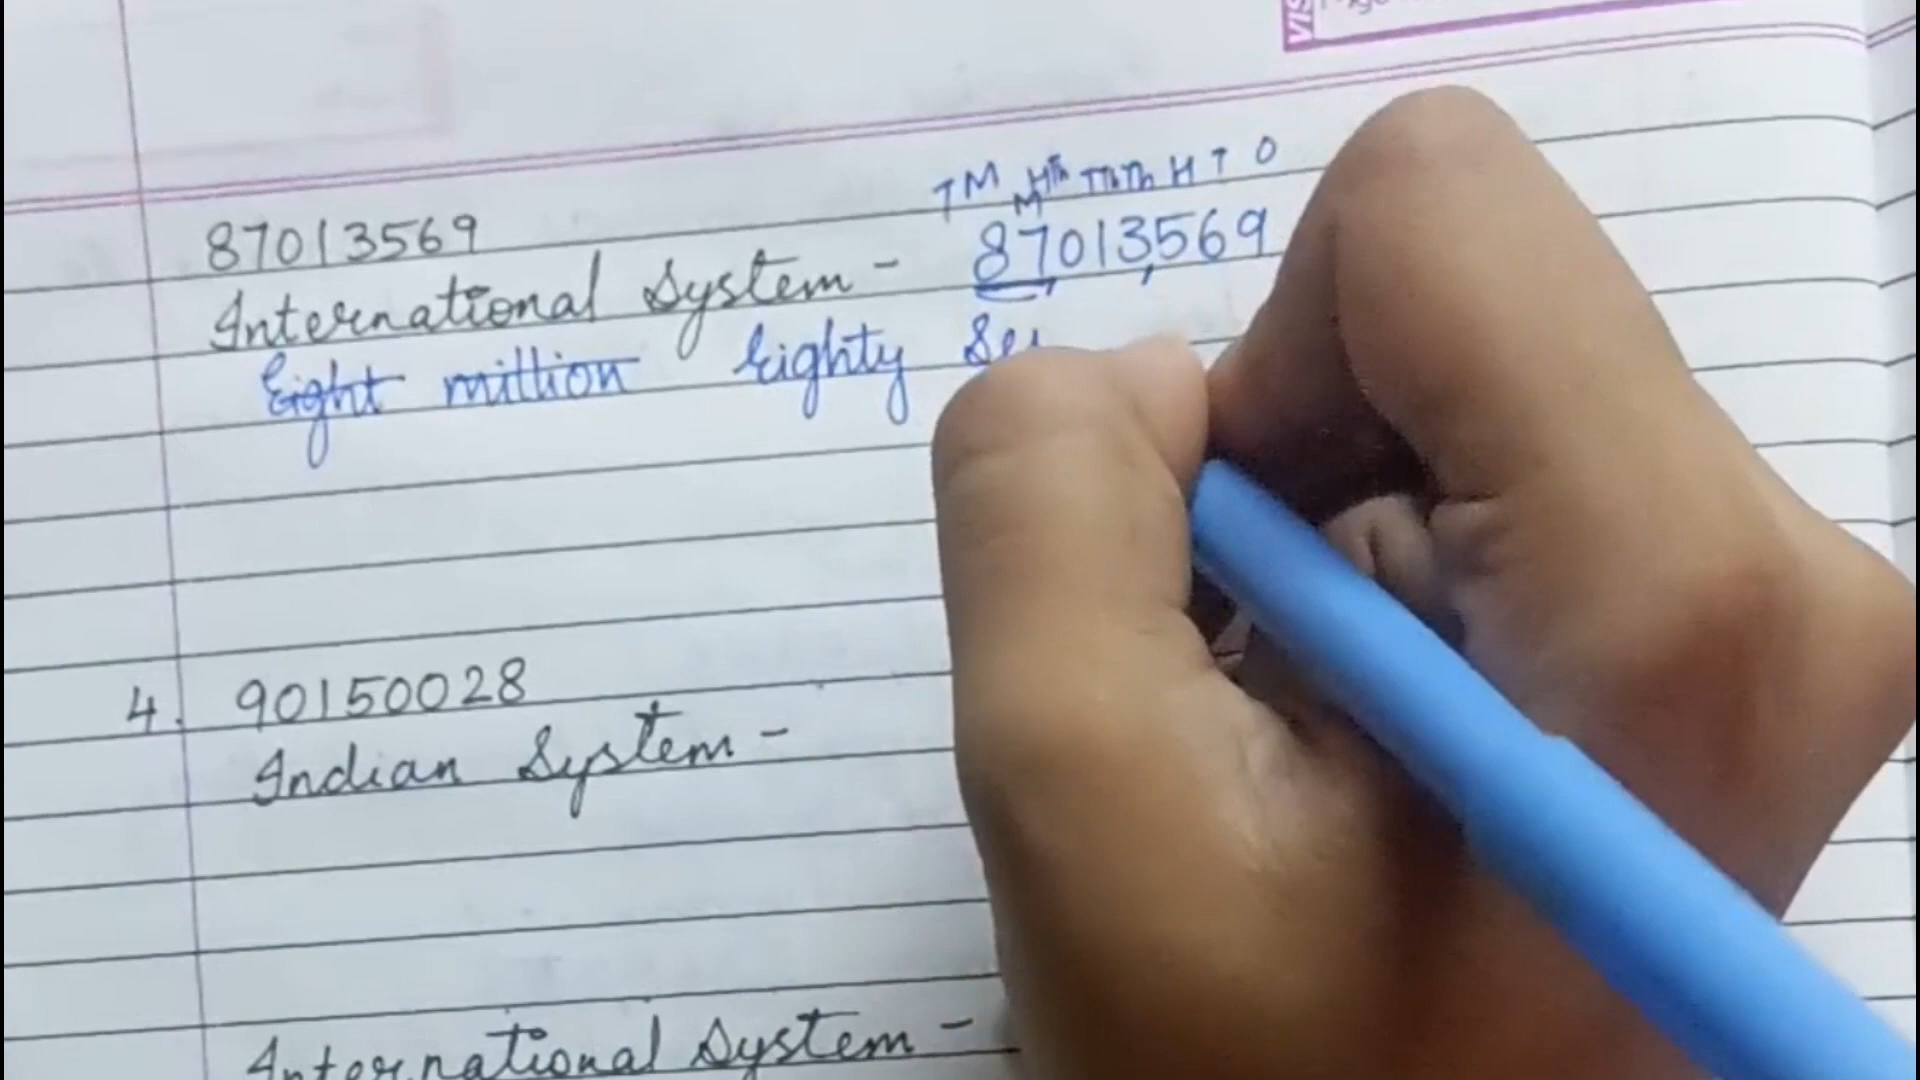 VIS
TM M HTh TTh Th H T O
87013569
International System - 87,013,569
Eight million Eighty Se
4. 90150028
Indian System -
International System -